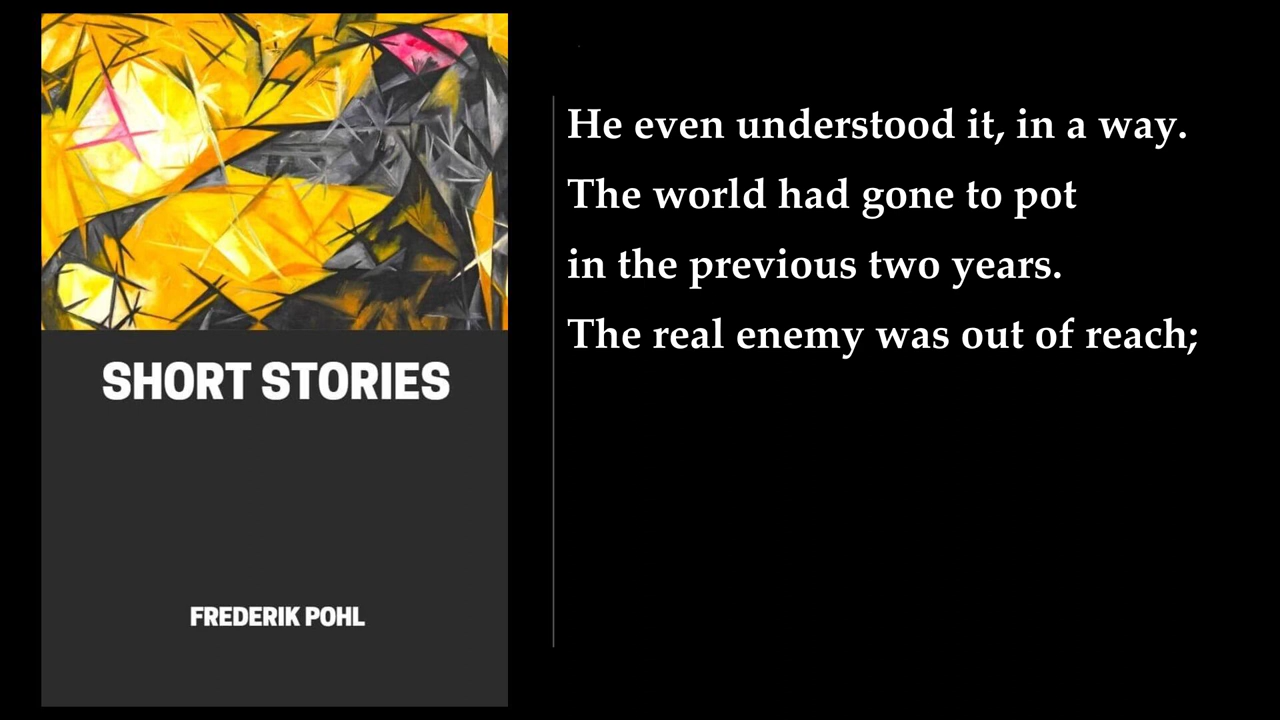 SHORT STORIES
FREDERIK POHL
He even understood it, in a way.
The world had gone to pot
in the previous two years.
The real enemy was out of reach;